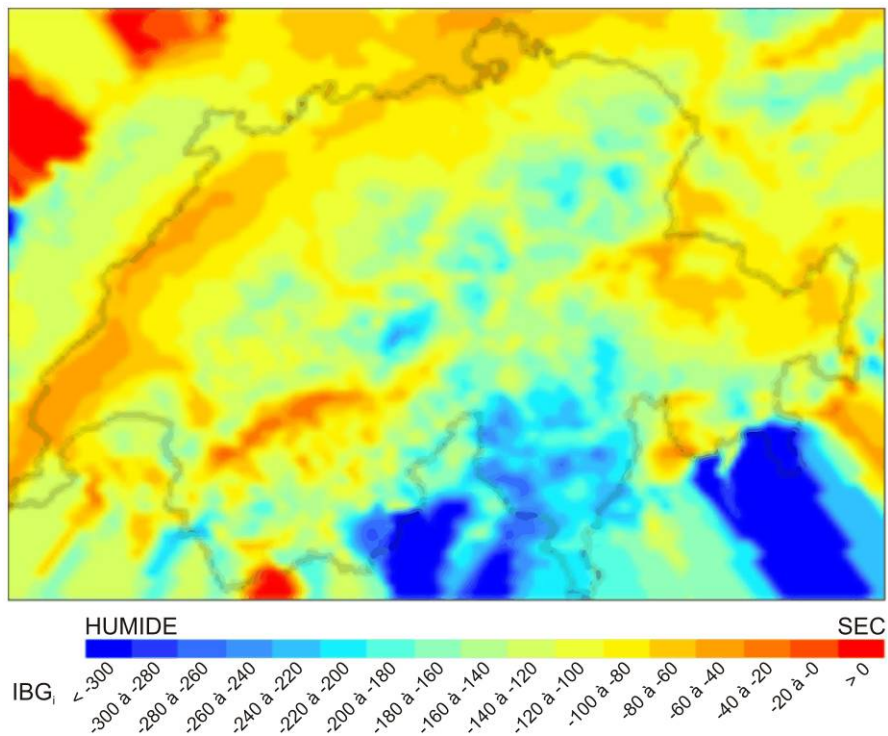 HUMIDE SEC
IBGi
< -300
-300 à -280
-280 à -260
-260 à -240
-240 à -220
-220 à -200
-200 à -180
-180 à -160
-160 à -140
-140 à -120
-120 à -100
-100 à -80
-80 à -60
-60 à -40
-40 à -20
-20 à -0
> 0